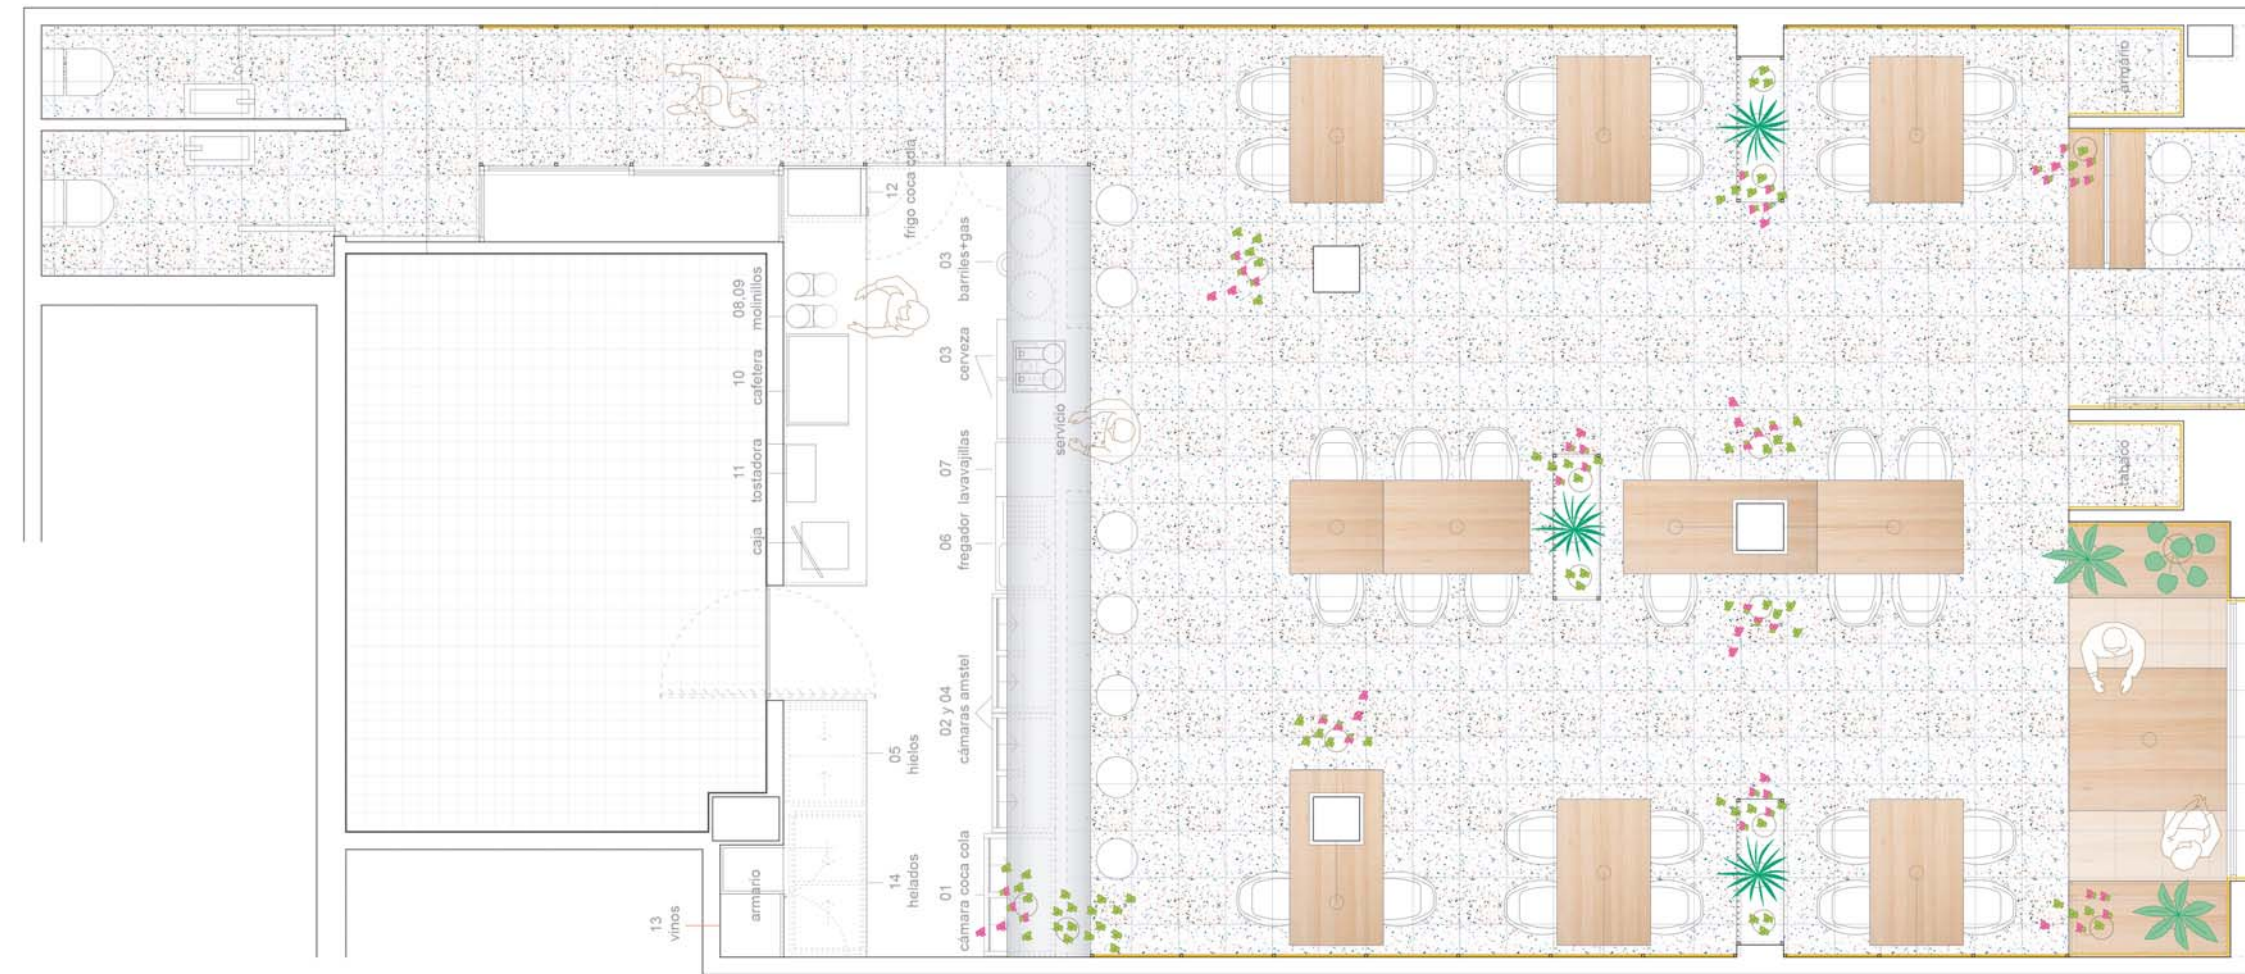 12
frigo coca cola
08.09
molinillos
10
cafetera
11
tostadora
caja
03
barriles+gas
03
cerveza
07
lavavajillas
06
fregador
02 y 04
cámaras amstel
01
cámara coca cola
servicio
05
hielos
14
helados
armario
13
vinos
armario
tabaco